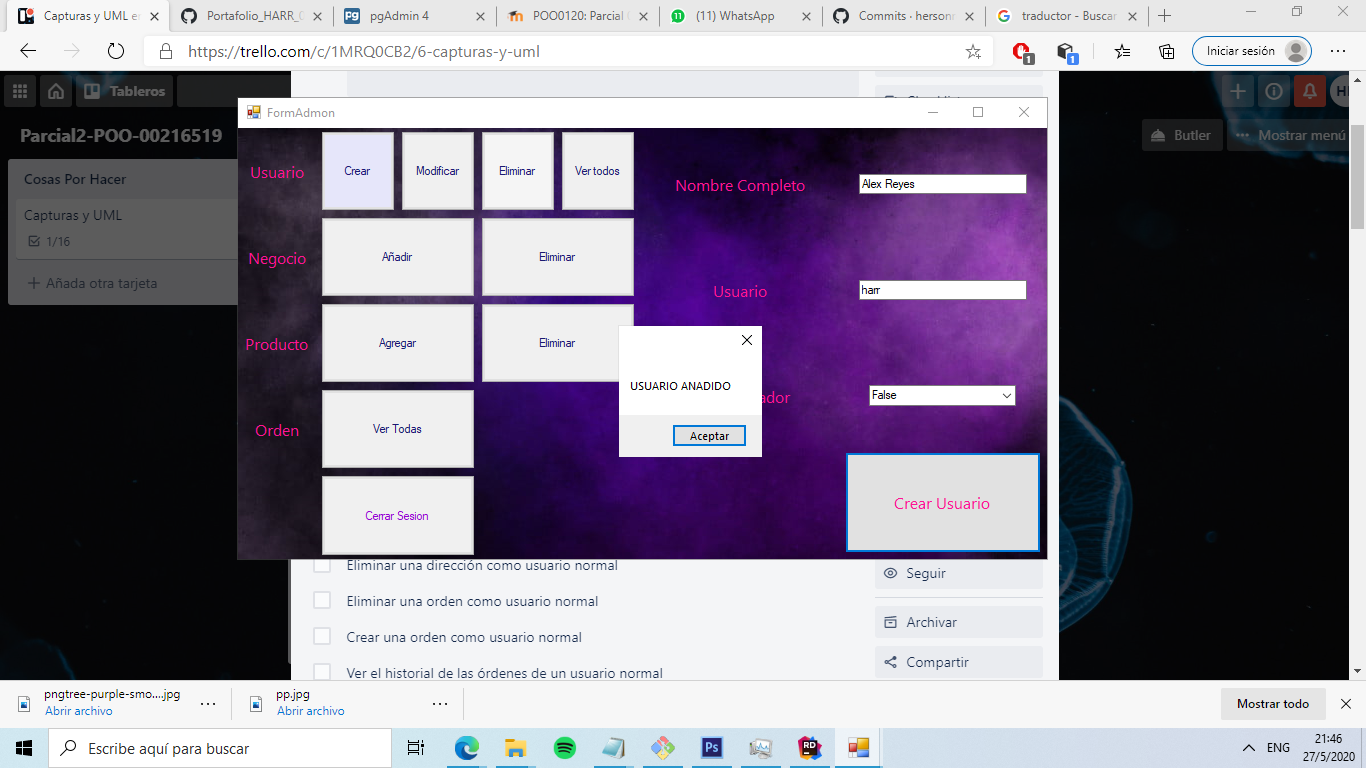 Capturas y UML en
Portafolio_HARR_0
pgAdmin 4
POO0120: Parcial
(11) WhatsApp
Commits · hersonr
traductor - Buscar
https://trello.com/c/1MRQ0CB2/6-capturas-y-uml
Iniciar sesión
1
1
Tableros
Parcial2-POO-00216519
Butler
Mostrar menú
Cosas Por Hacer
Capturas y UML
1/16
Añada otra tarjeta
FormAdmon
Usuario
Crear
Modificar
Eliminar
Ver todos
Negocio
Añadir
Eliminar
Producto
Agregar
Eliminar
Orden
Ver Todas
Cerrar Sesion
Nombre Completo
Alex Reyes
Usuario
harr
ador
False
Crear Usuario
USUARIO ANADIDO
Aceptar
Eliminar una dirección como usuario normal
Eliminar una orden como usuario normal
Crear una orden como usuario normal
Ver el historial de las órdenes de un usuario normal
Seguir
Archivar
Compartir
pngtree-purple-smo....jpg
Abrir archivo
pp.jpg
Abrir archivo
Mostrar todo
Escribe aquí para buscar
ENG
21:46
27/5/2020